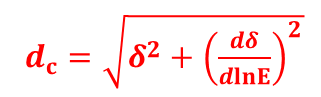 d_c = √(δ² + (dδ/dlnE)²)